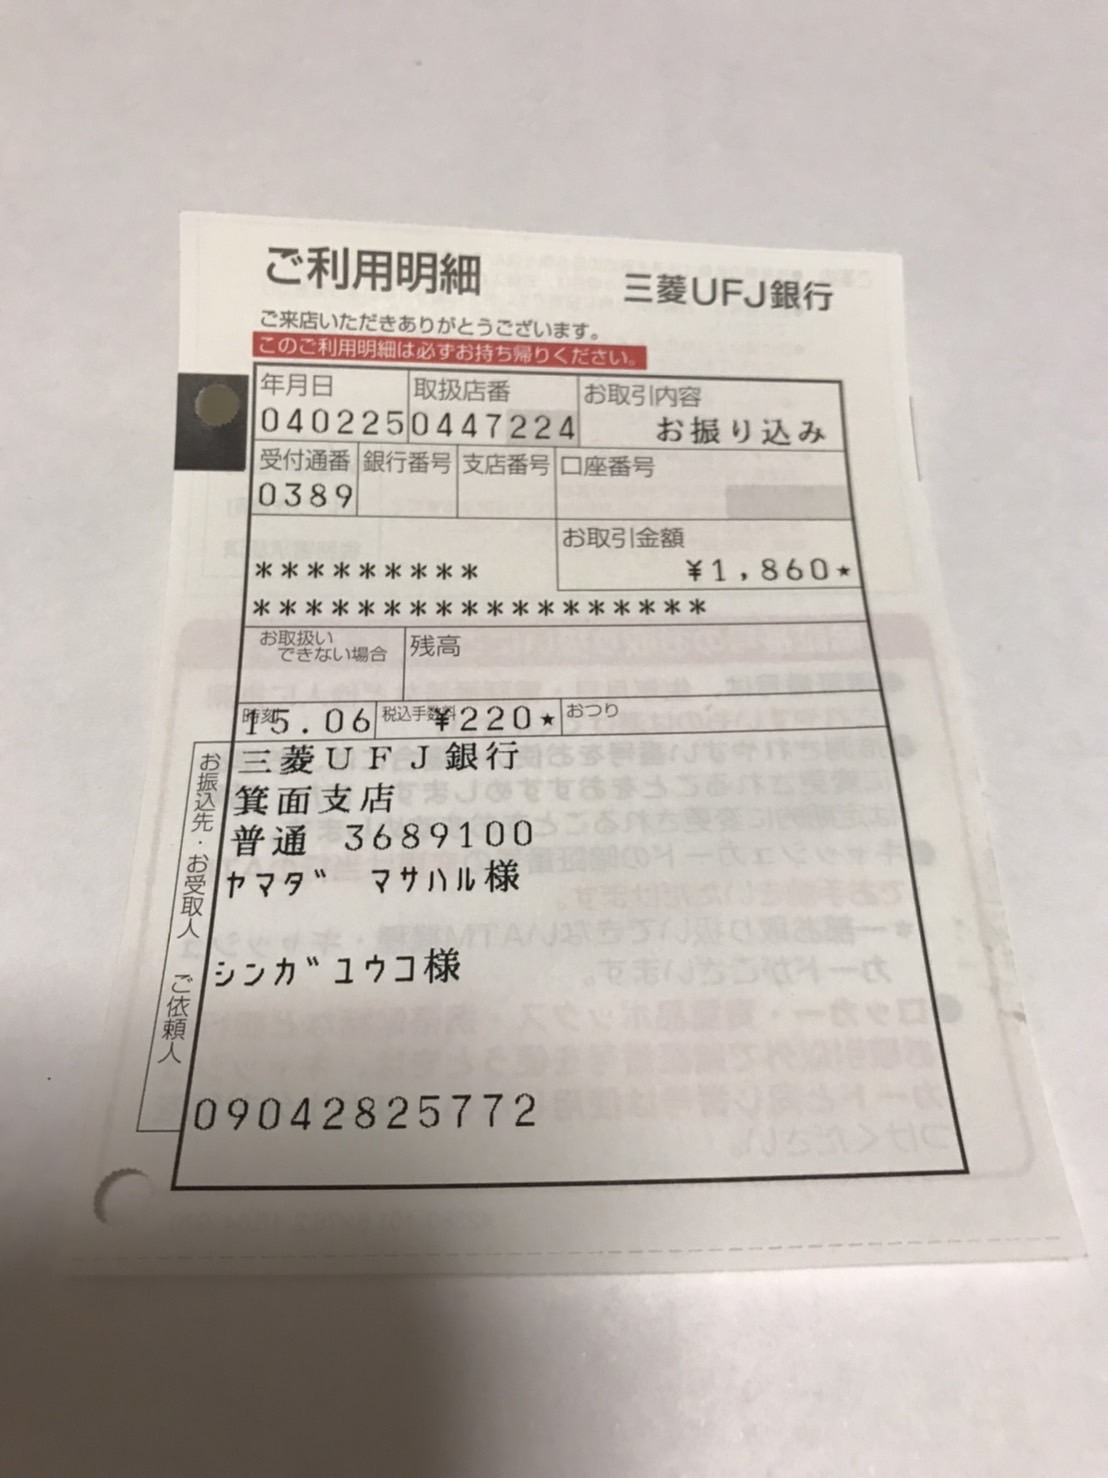 ご利用明細
三菱UFJ銀行
ご来店いただきありがとうございます。
このご利用明細は必ずお持ち帰りください。
年月日 取扱店番 お取引内容
040225 0447224 お振り込み
受付通番 銀行番号 支店番号 口座番号
0389
お取引金額
¥1,860★
*********
******************
お取扱い
できない場合
残高
時刻 15.06 税込手数料 ¥220★ おつり
お振込先・お受取人
三菱UFJ銀行
箕面支店
普通 3689100
ヤマダ゛ マサハル様
ご依頼人
シンガ゛ユウコ様
09042825772